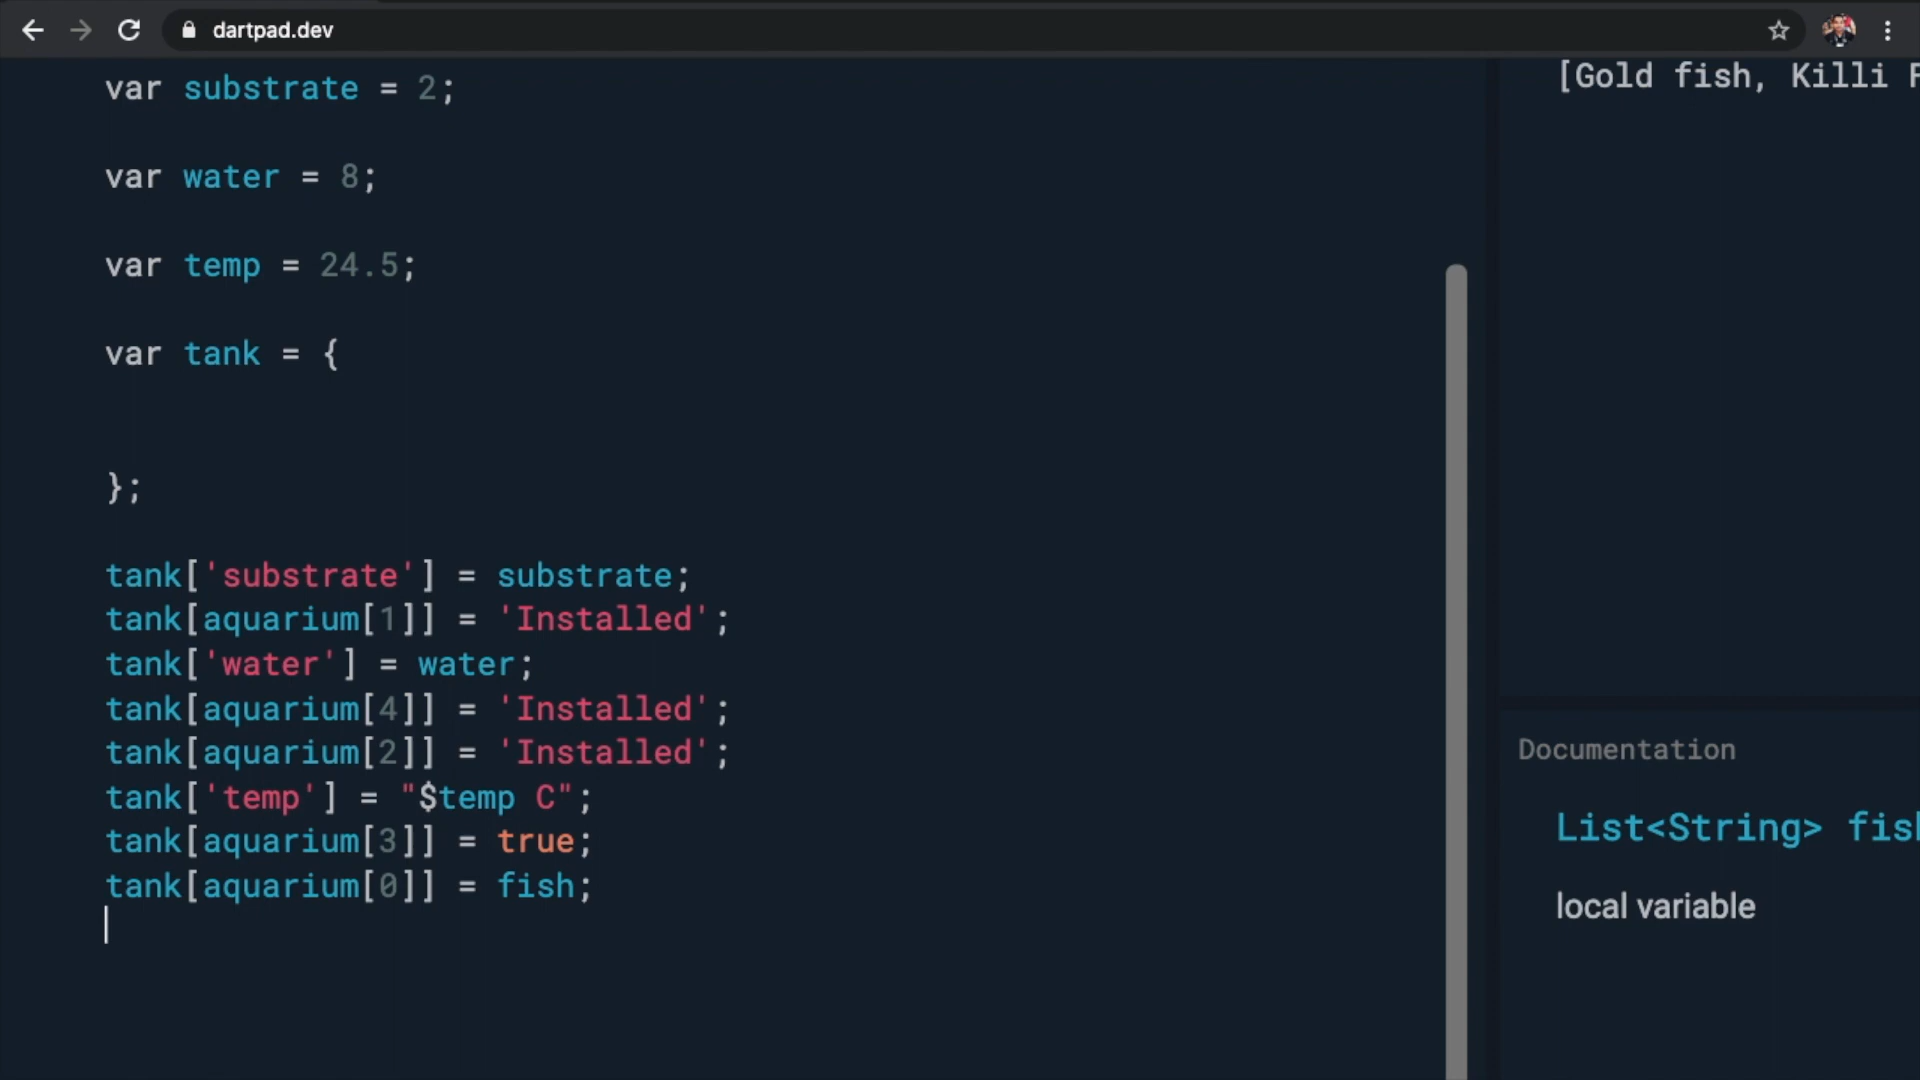 dartpad.dev
var substrate = 2;
var water = 8;
var temp = 24.5;
var tank = {
};
tank['substrate'] = substrate;
tank[aquarium[1]] = 'Installed';
tank['water'] = water;
tank[aquarium[4]] = 'Installed';
tank[aquarium[2]] = 'Installed';
tank['temp'] = "$temp C";
tank[aquarium[3]] = true;
tank[aquarium[0]] = fish;
[Gold fish, Killi
Documentation
List<String>
local variable